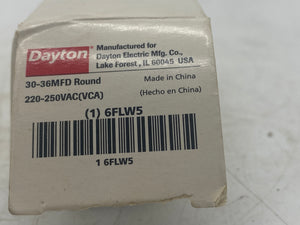 Dayton
Manufactured for
Dayton Electric Mfg. Co.,
Lake Forest, IL 60045 USA
30-36MFD Round
Made in China
220-250VAC(VCA)
(Hecho en China)
(1) 6FLW5
1 6FLW5